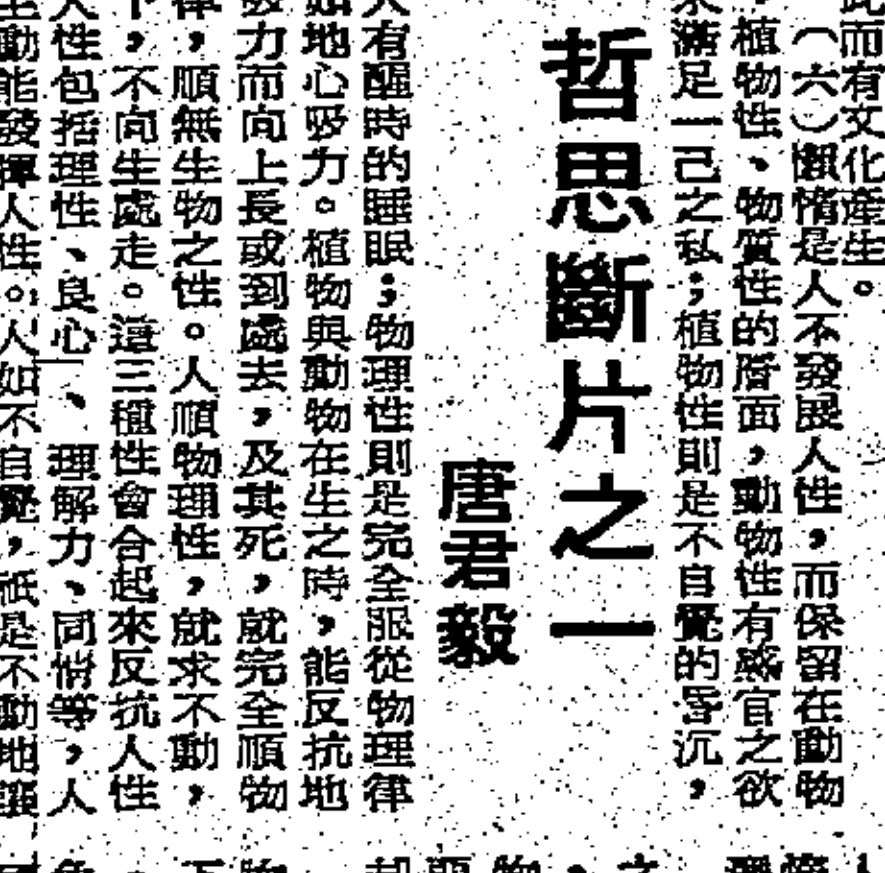 此而有文化產生。
（六）懶惰是人不發展人性，而保留在動物
植物性、物質性的層面，動物性有感官之欲
來滿足一己之私；植物性則是不自覺的昏沉，
哲思斷片之一
唐君毅
人有醒時的睡眠；物理性則是完全服從物理律
如地心吸力。植物與動物在生之時，能反抗地
力而向上長或到處去，及其死，就完全順物
律，順無生物之性。人順物理性，就求不動，
下，不向生處走。這三種性會合起來反抗人性
人性包括理性、良心、理解力、同情等，人
主動能發揮人性。人如不自覺，祇是不動地讓